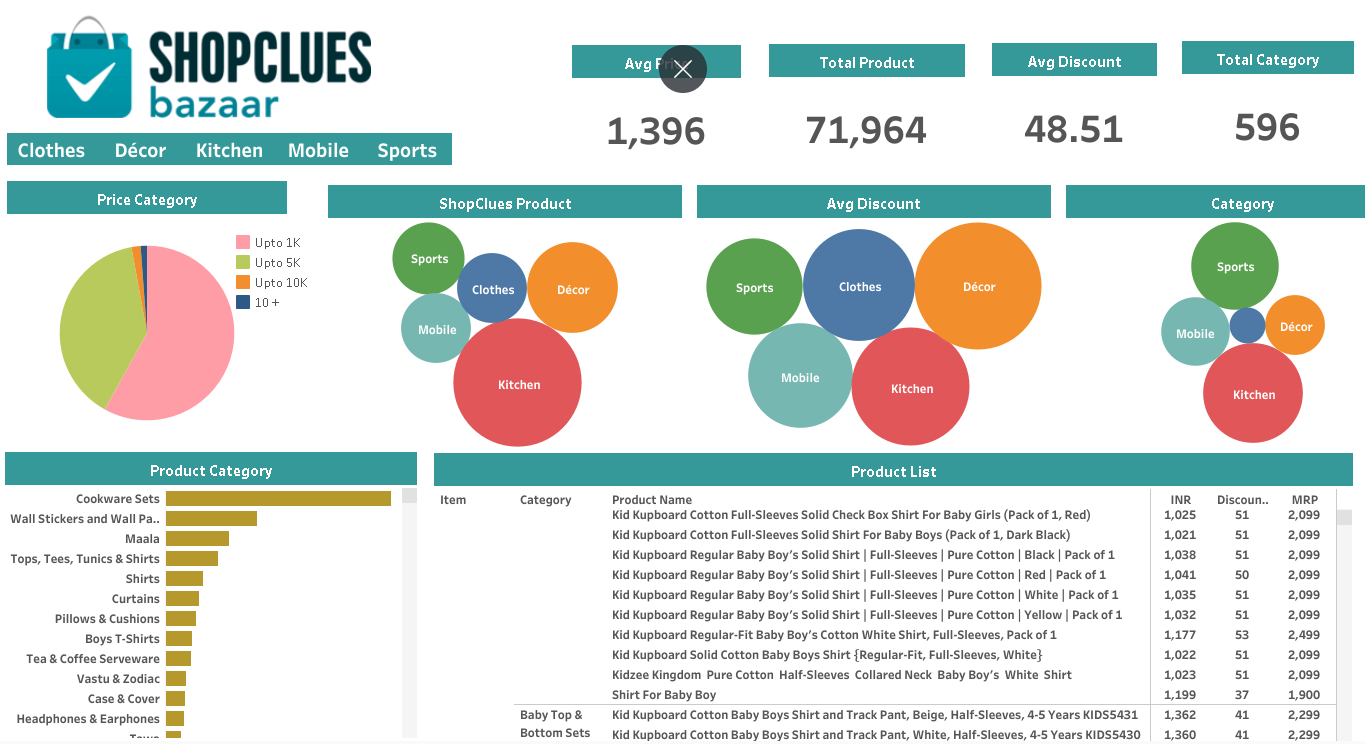 SHOPCLUES
bazaar
Clothes Décor Kitchen Mobile Sports
Avg
1,396
Total Product
71,964
Avg Discount
48.51
Total Category
596
Price Category
Upto 1K
Upto 5K
Upto 10K
10 +
ShopClues Product
Sports
Clothes
Décor
Mobile
Kitchen
Avg Discount
Sports
Clothes
Décor
Mobile
Kitchen
Category
Sports
Mobile
Décor
Kitchen
Product Category
Cookware Sets
Wall Stickers and Wall Pa..
Maala
Tops, Tees, Tunics & Shirts
Shirts
Curtains
Pillows & Cushions
Boys T-Shirts
Tea & Coffee Serveware
Vastu & Zodiac
Case & Cover
Headphones & Earphones
Product List
Item Category Product Name INR Discoun.. MRP
Kid Kupboard Cotton Full-Sleeves Solid Check Box Shirt For Baby Girls (Pack of 1, Red) 1,025 51 2,099
Kid Kupboard Cotton Full-Sleeves Solid Shirt For Baby Boys (Pack of 1, Dark Black) 1,021 51 2,099
Kid Kupboard Regular Baby Boy's Solid Shirt | Full-Sleeves | Pure Cotton | Black | Pack of 1 1,038 51 2,099
Kid Kupboard Regular Baby Boy's Solid Shirt | Full-Sleeves | Pure Cotton | Red | Pack of 1 1,041 50 2,099
Kid Kupboard Regular Baby Boy's Solid Shirt | Full-Sleeves | Pure Cotton | White | Pack of 1 1,035 51 2,099
Kid Kupboard Regular Baby Boy's Solid Shirt | Full-Sleeves | Pure Cotton | Yellow | Pack of 1 1,032 51 2,099
Kid Kupboard Regular-Fit Baby Boy's Cotton White Shirt, Full-Sleeves, Pack of 1 1,177 53 2,499
Kid Kupboard Solid Cotton Baby Boys Shirt {Regular-Fit, Full-Sleeves, White} 1,022 51 2,099
Kidzee Kingdom Pure Cotton Half-Sleeves Collared Neck Baby Boy's White Shirt 1,023 51 2,099
Shirt For Baby Boy 1,199 37 1,900
Baby Top & Kid Kupboard Cotton Baby Boys Shirt and Track Pant, Beige, Half-Sleeves, 4-5 Years KIDS5431 1,362 41 2,299
Bottom Sets Kid Kupboard Cotton Baby Boys Shirt and Track Pant, White, Half-Sleeves, 4-5 Years KIDS5430 1,360 41 2,299